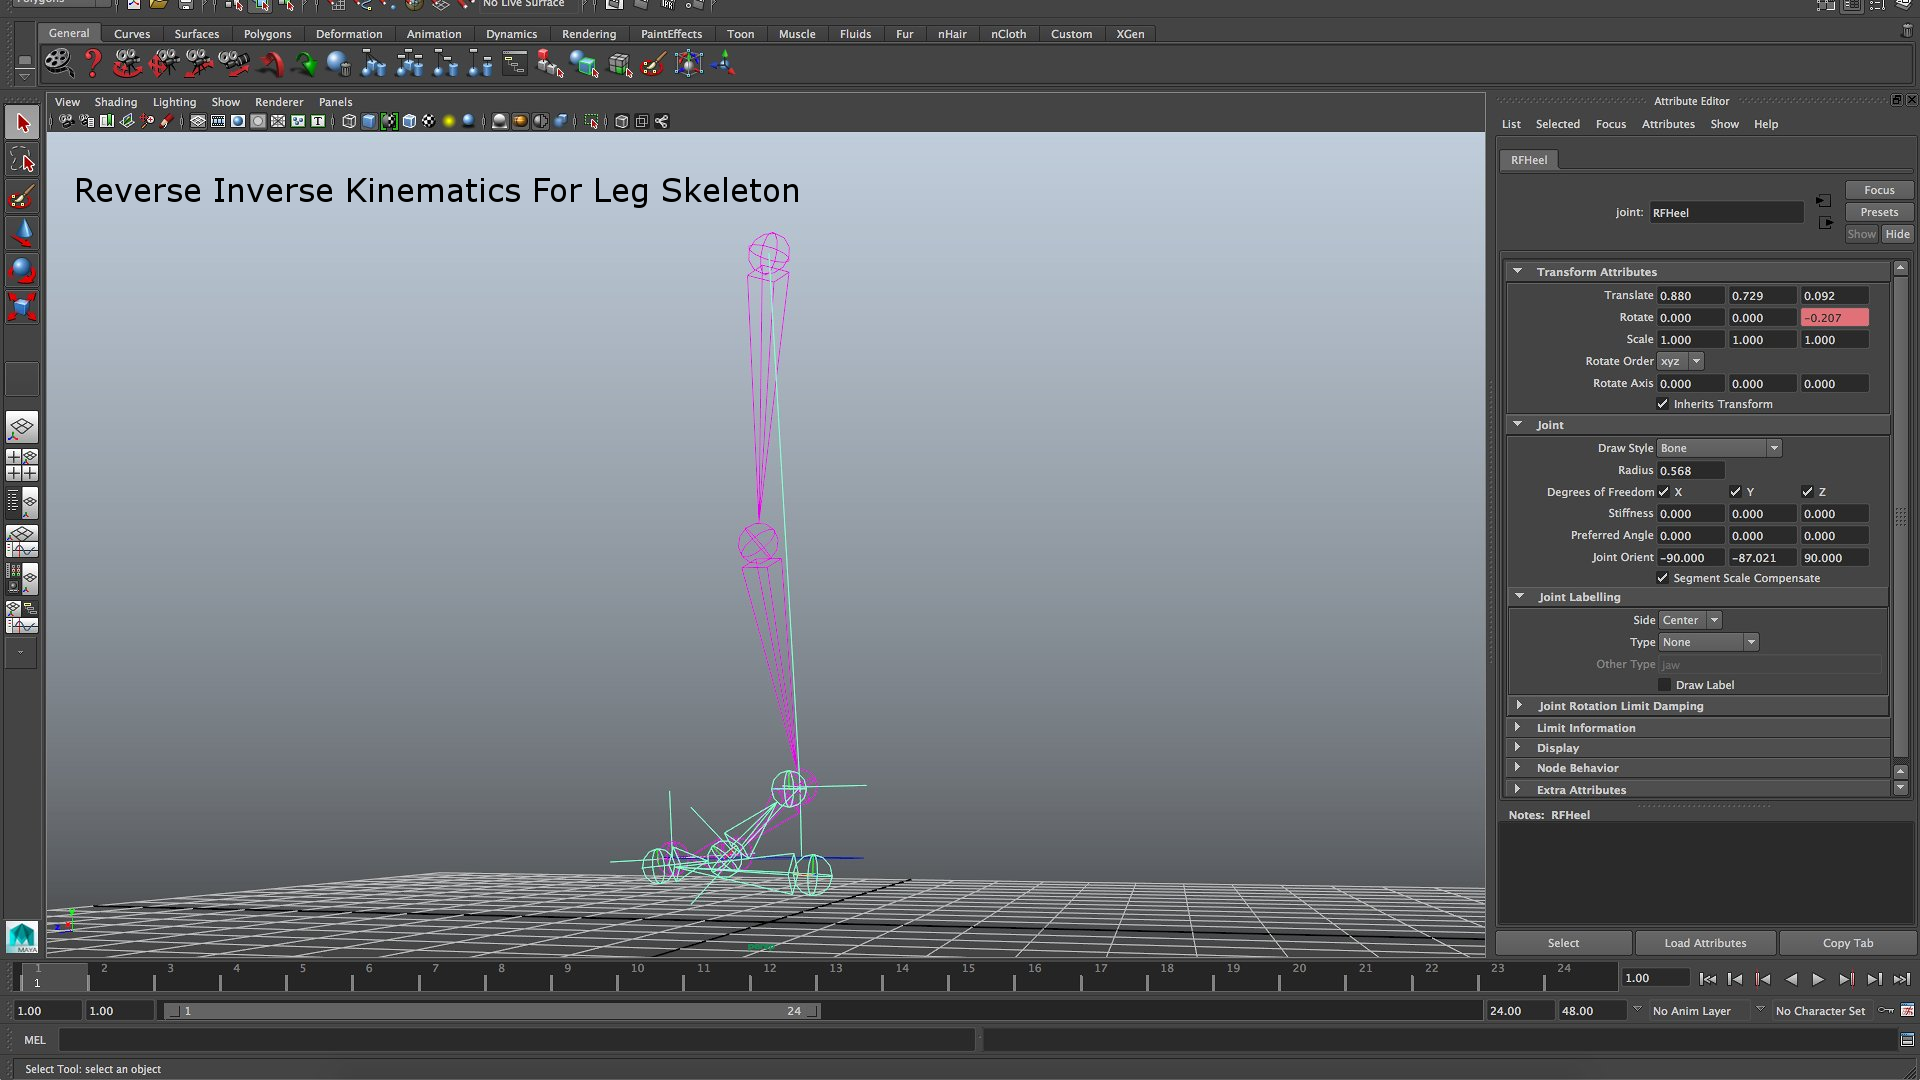 Polygons
No Live Surface
General Curves Surfaces Polygons Deformation Animation Dynamics Rendering PaintEffects Toon Muscle Fluids Fur nHair nCloth Custom XGen
View Shading Lighting Show Renderer Panels
Reverse Inverse Kinematics For Leg Skeleton
Attribute Editor
List Selected Focus Attributes Show Help
RFHeel
Focus
joint: RFHeel
Presets
Show Hide
Transform Attributes
Translate 0.880 0.729 0.092
Rotate 0.000 0.000 -0.207
Scale 1.000 1.000 1.000
Rotate Order xyz
Rotate Axis 0.000 0.000 0.000
Inherits Transform
Joint
Draw Style Bone
Radius 0.568
Degrees of Freedom X Y Z
Stiffness 0.000 0.000 0.000
Preferred Angle 0.000 0.000 0.000
Joint Orient -90.000 -87.021 90.000
Segment Scale Compensate
Joint Labelling
Side Center
Type None
Other Type jaw
Draw Label
Joint Rotation Limit Damping
Limit Information
Display
Node Behavior
Extra Attributes
Notes: RFHeel
Select Load Attributes Copy Tab
MAYA
persp
1 2 3 4 5 6 7 8 9 10 11 12 13 14 15 16 17 18 19 20 21 22 23 24
1
1.00
1.00 1.00 1 24 24.00 48.00 No Anim Layer No Character Set
MEL
Select Tool: select an object